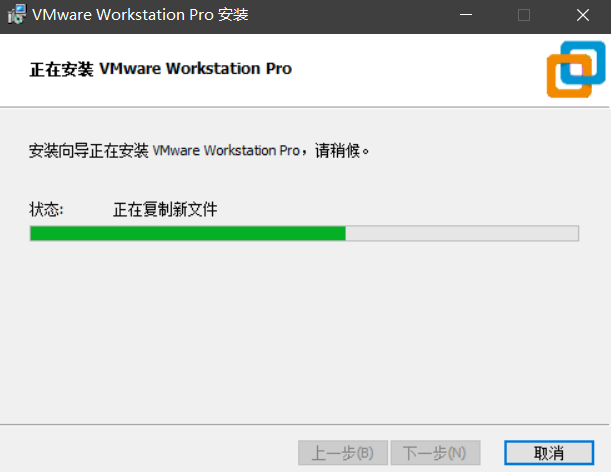 VMware Workstation Pro 安装
正在安装 VMware Workstation Pro
安装向导正在安装 VMware Workstation Pro，请稍候。
状态: 正在复制新文件
上一步(B) 下一步(N) 取消